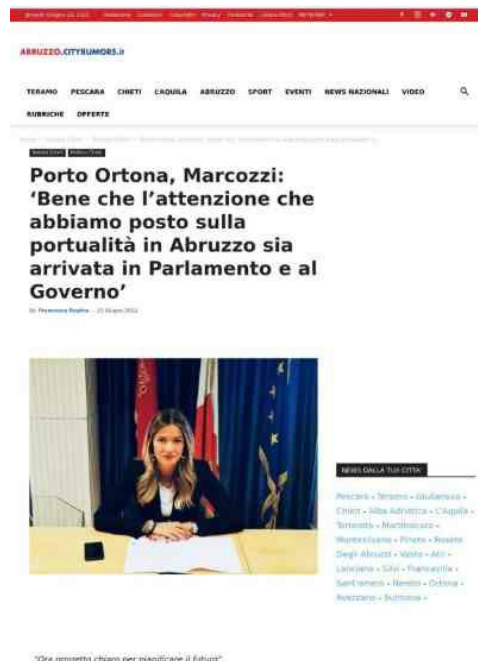 ABRUZZO.CITYRUMORS.it
TERAMO PESCARA CHIETI L'AQUILA ABRUZZO SPORT EVENTI NEWS NAZIONALI VIDEO
RUBRICHE OFFERTE
Porto Ortona, Marcozzi:
‘Bene che l’attenzione che
abbiamo posto sulla
portualità in Abruzzo sia
arrivata in Parlamento e al
Governo’
NEWS DALLA TUA CITTA'
Pescara • Teramo • Giulianova •
Chieti • Alba Adriatica • L'Aquila •
Tortoreto • Martinsicuro •
Montesilvano • Pineto • Roseto
Degli Abruzzi • Vasto • Atri •
Lanciano • Silvi • Francavilla •
Sant'omero • Nereto • Ortona •
Avezzano • Sulmona •
"Ora progetto chiaro per pianificare il futuro"